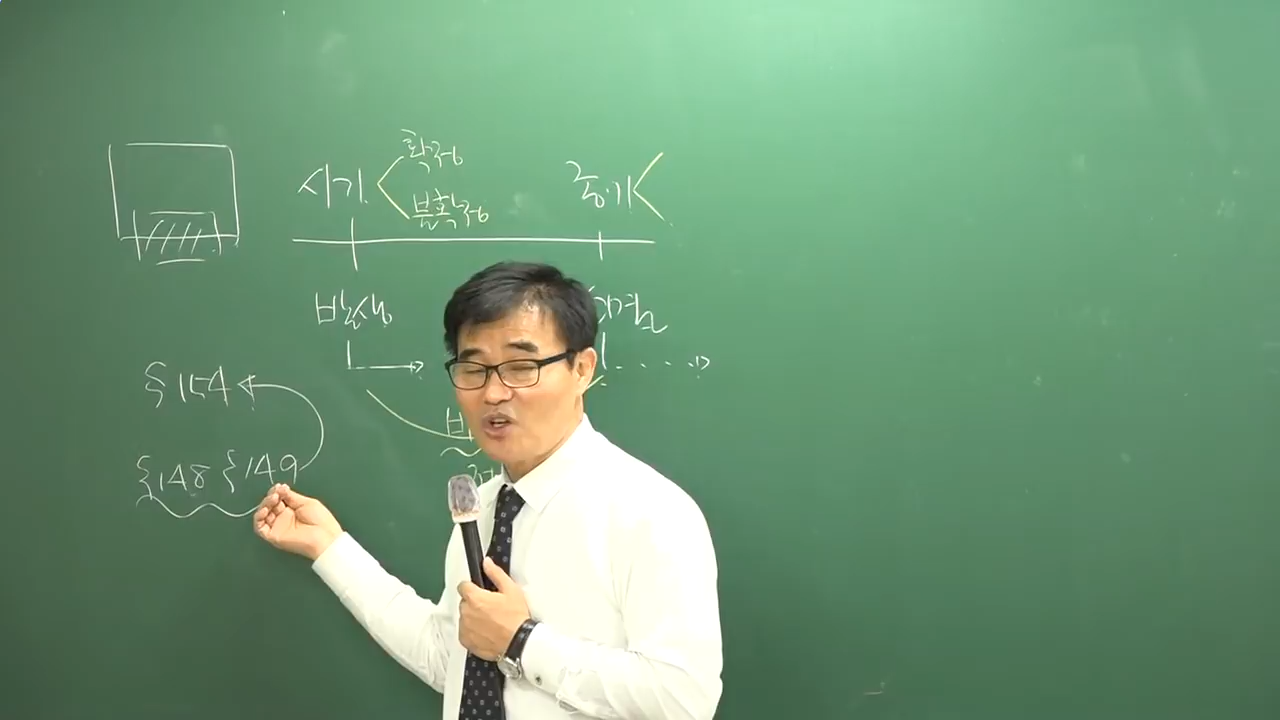 시기 < 확정 종기 <
불확정
발생
§154
§148 §149